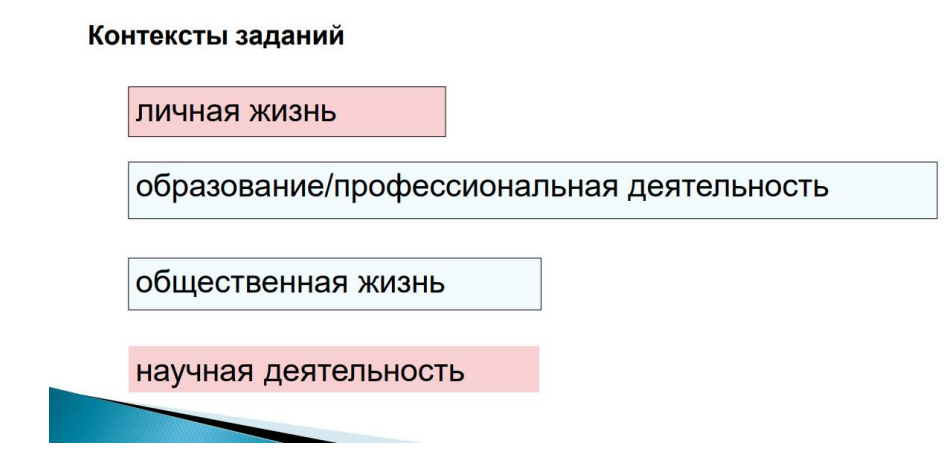 Контексты заданий
личная жизнь
образование/профессиональная деятельность
общественная жизнь
научная деятельность